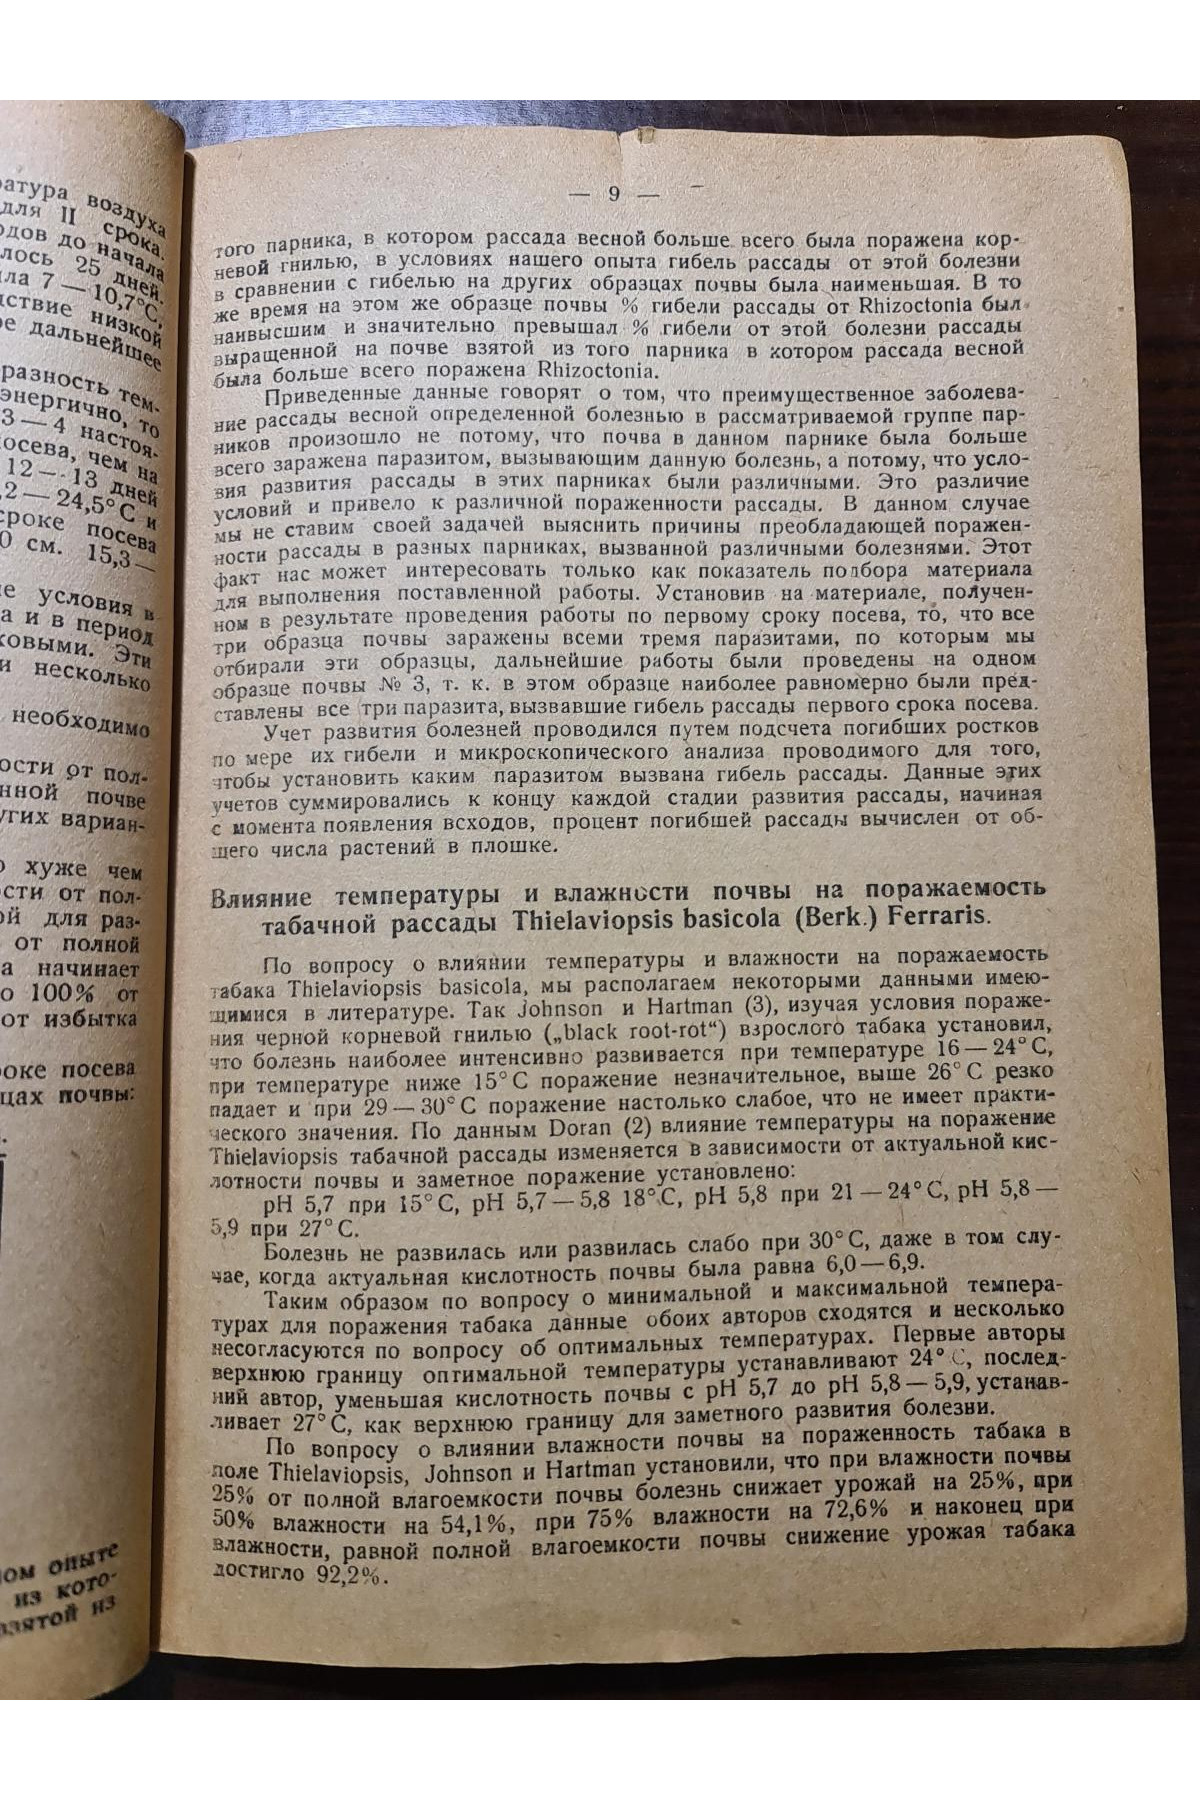 — 9 —
того парника, в котором рассада весной больше всего была поражена кор-
невой гнилью, в условиях нашего опыта гибель рассады от этой болезни
в сравнении с гибелью на других образцах почвы была наименьшая. В то
же время на этом же образце почвы % гибели рассады от Rhizoctonia был
наивысшим и значительно превышал % гибели от этой болезни рассады
выращенной на почве взятой из того парника в котором рассада весной
была больше всего поражена Rhizoctonia.
Приведенные данные говорят о том, что преимущественное заболева-
ние рассады весной определенной болезнью в рассматриваемой группе пар-
ников произошло не потому, что почва в данном парнике была больше
всего заражена паразитом, вызывающим данную болезнь, а потому, что усло-
вия развития рассады в этих парниках были различными. Это различие
условий и привело к различной пораженности рассады. В данном случае
мы не ставим своей задачей выяснить причины преобладающей поражен-
ности рассады в разных парниках, вызванной различными болезнями. Этот
факт нас может интересовать только как показатель подбора материала
для выполнения поставленной работы. Установив на материале, получен-
ном в результате проведения работы по первому сроку посева, то, что все
три образца почвы заражены всеми тремя паразитами, по которым мы
отбирали эти образцы, дальнейшие работы были проведены на одном
образце почвы № 3, т. к. в этом образце наиболее равномерно были пред-
ставлены все три паразита, вызвавшие гибель рассады первого срока посева.
Учет развития болезней проводился путем подсчета погибших ростков
по мере их гибели и микроскопического анализа проводимого для того,
чтобы установить каким паразитом вызвана гибель рассады. Данные этих
учетов суммировались к концу каждой стадии развития рассады, начиная
с момента появления всходов, процент погибшей рассады вычислен от об-
щего числа растений в плошке.
Влияние температуры и влажности почвы на поражаемость
табачной рассады Thielaviopsis basicola (Berk.) Ferraris.
По вопросу о влиянии температуры и влажности на поражаемость
табака Thielaviopsis basicola, мы располагаем некоторыми данными имею-
щимися в литературе. Так Johnson и Hartman (3), изучая условия пораже-
ния черной корневой гнилью („black root-rot“) взрослого табака установил,
что болезнь наиболее интенсивно развивается при температуре 16 — 24° С,
при температуре ниже 15° С поражение незначительное, выше 26° С резко
падает и при 29 — 30° С поражение настолько слабое, что не имеет практи-
ческого значения. По данным Doran (2) влияние температуры на поражение
Thielaviopsis табачной рассады изменяется в зависимости от актуальной кис-
лотности почвы и заметное поражение установлено:
pH 5,7 при 15° С, pH 5,7 — 5,8 18° С, pH 5,8 при 21 — 24° С, pH 5,8 —
5,9 при 27° С.
Болезнь не развилась или развилась слабо при 30° С, даже в том слу-
чае, когда актуальная кислотность почвы была равна 6,0 — 6,9.
Таким образом по вопросу о минимальной и максимальной темпера-
турах для поражения табака данные обоих авторов сходятся и несколько
несогласуются по вопросу об оптимальных температурах. Первые авторы
верхнюю границу оптимальной температуры устанавливают 24° С, послед-
ний автор, уменьшая кислотность почвы с pH 5,7 до pH 5,8 — 5,9, устанав-
ливает 27° С, как верхнюю границу для заметного развития болезни.
По вопросу о влиянии влажности почвы на пораженность табака в
поле Thielaviopsis, Johnson и Hartman установили, что при влажности почвы
25% от полной влагоемкости почвы болезнь снижает урожай на 25%, при
50% влажности на 54,1%, при 75% влажности на 72,6% и наконец при
влажности, равной полной влагоемкости почвы снижение урожая табака
достигло 92,2%.